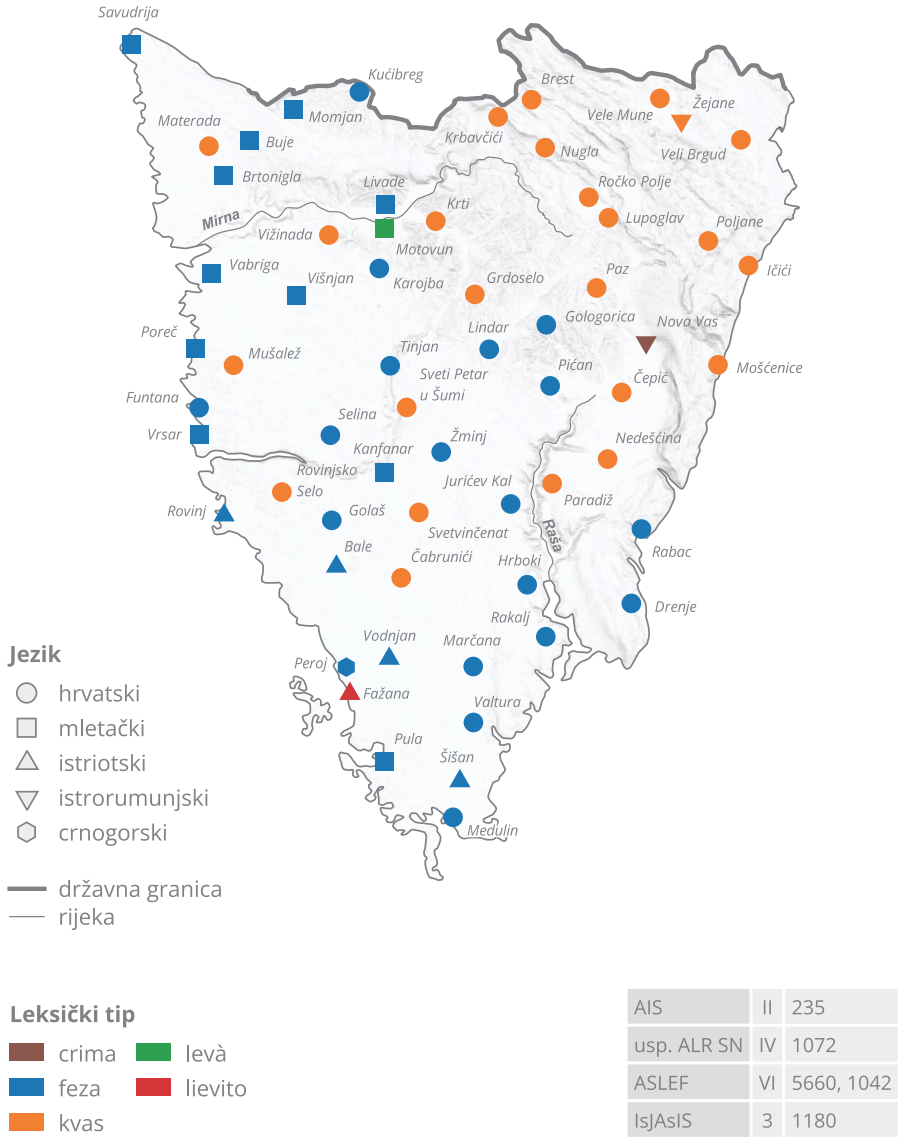 Savudrija
Kućibreg
Brest
Momjan
Vele Mune
Žejane
Materada
Buje
Krbavčići
Nugla
Veli Brgud
Brtonigla
Livade
Ročko Polje
Mirna
Krti
Lupoglav
Vižinada
Motovun
Poljane
Vabriga
Višnjan
Karojba
Grdoselo
Paz
Ičići
Poreč
Lindar
Gologorica
Nova Vas
Mušalež
Tinjan
Pićan
Mošćenice
Sveti Petar
u Šumi
Čepić
Funtana
Selina
Vrsar
Kanfanar
Žminj
Nedešćina
Rovinjsko
Selo
Jurićev Kal
Paradiž
Rovinj
Golaš
Svetvinčenat
Raša
Bale
Čabrunići
Hrboki
Rabac
Rakalj
Drenje
Vodnjan
Marčana
Peroj
Fažana
Valtura
Pula
Šišan
Medulin
Jezik
hrvatski
mletački
istriotski
istrorumunjski
crnogorski
državna granica
rijeka
Leksički tip
crima
levà
feza
lievito
kvas
AIS II 235
usp. ALR SN IV 1072
ASLEF VI 5660, 1042
IsJAsIS 3 1180